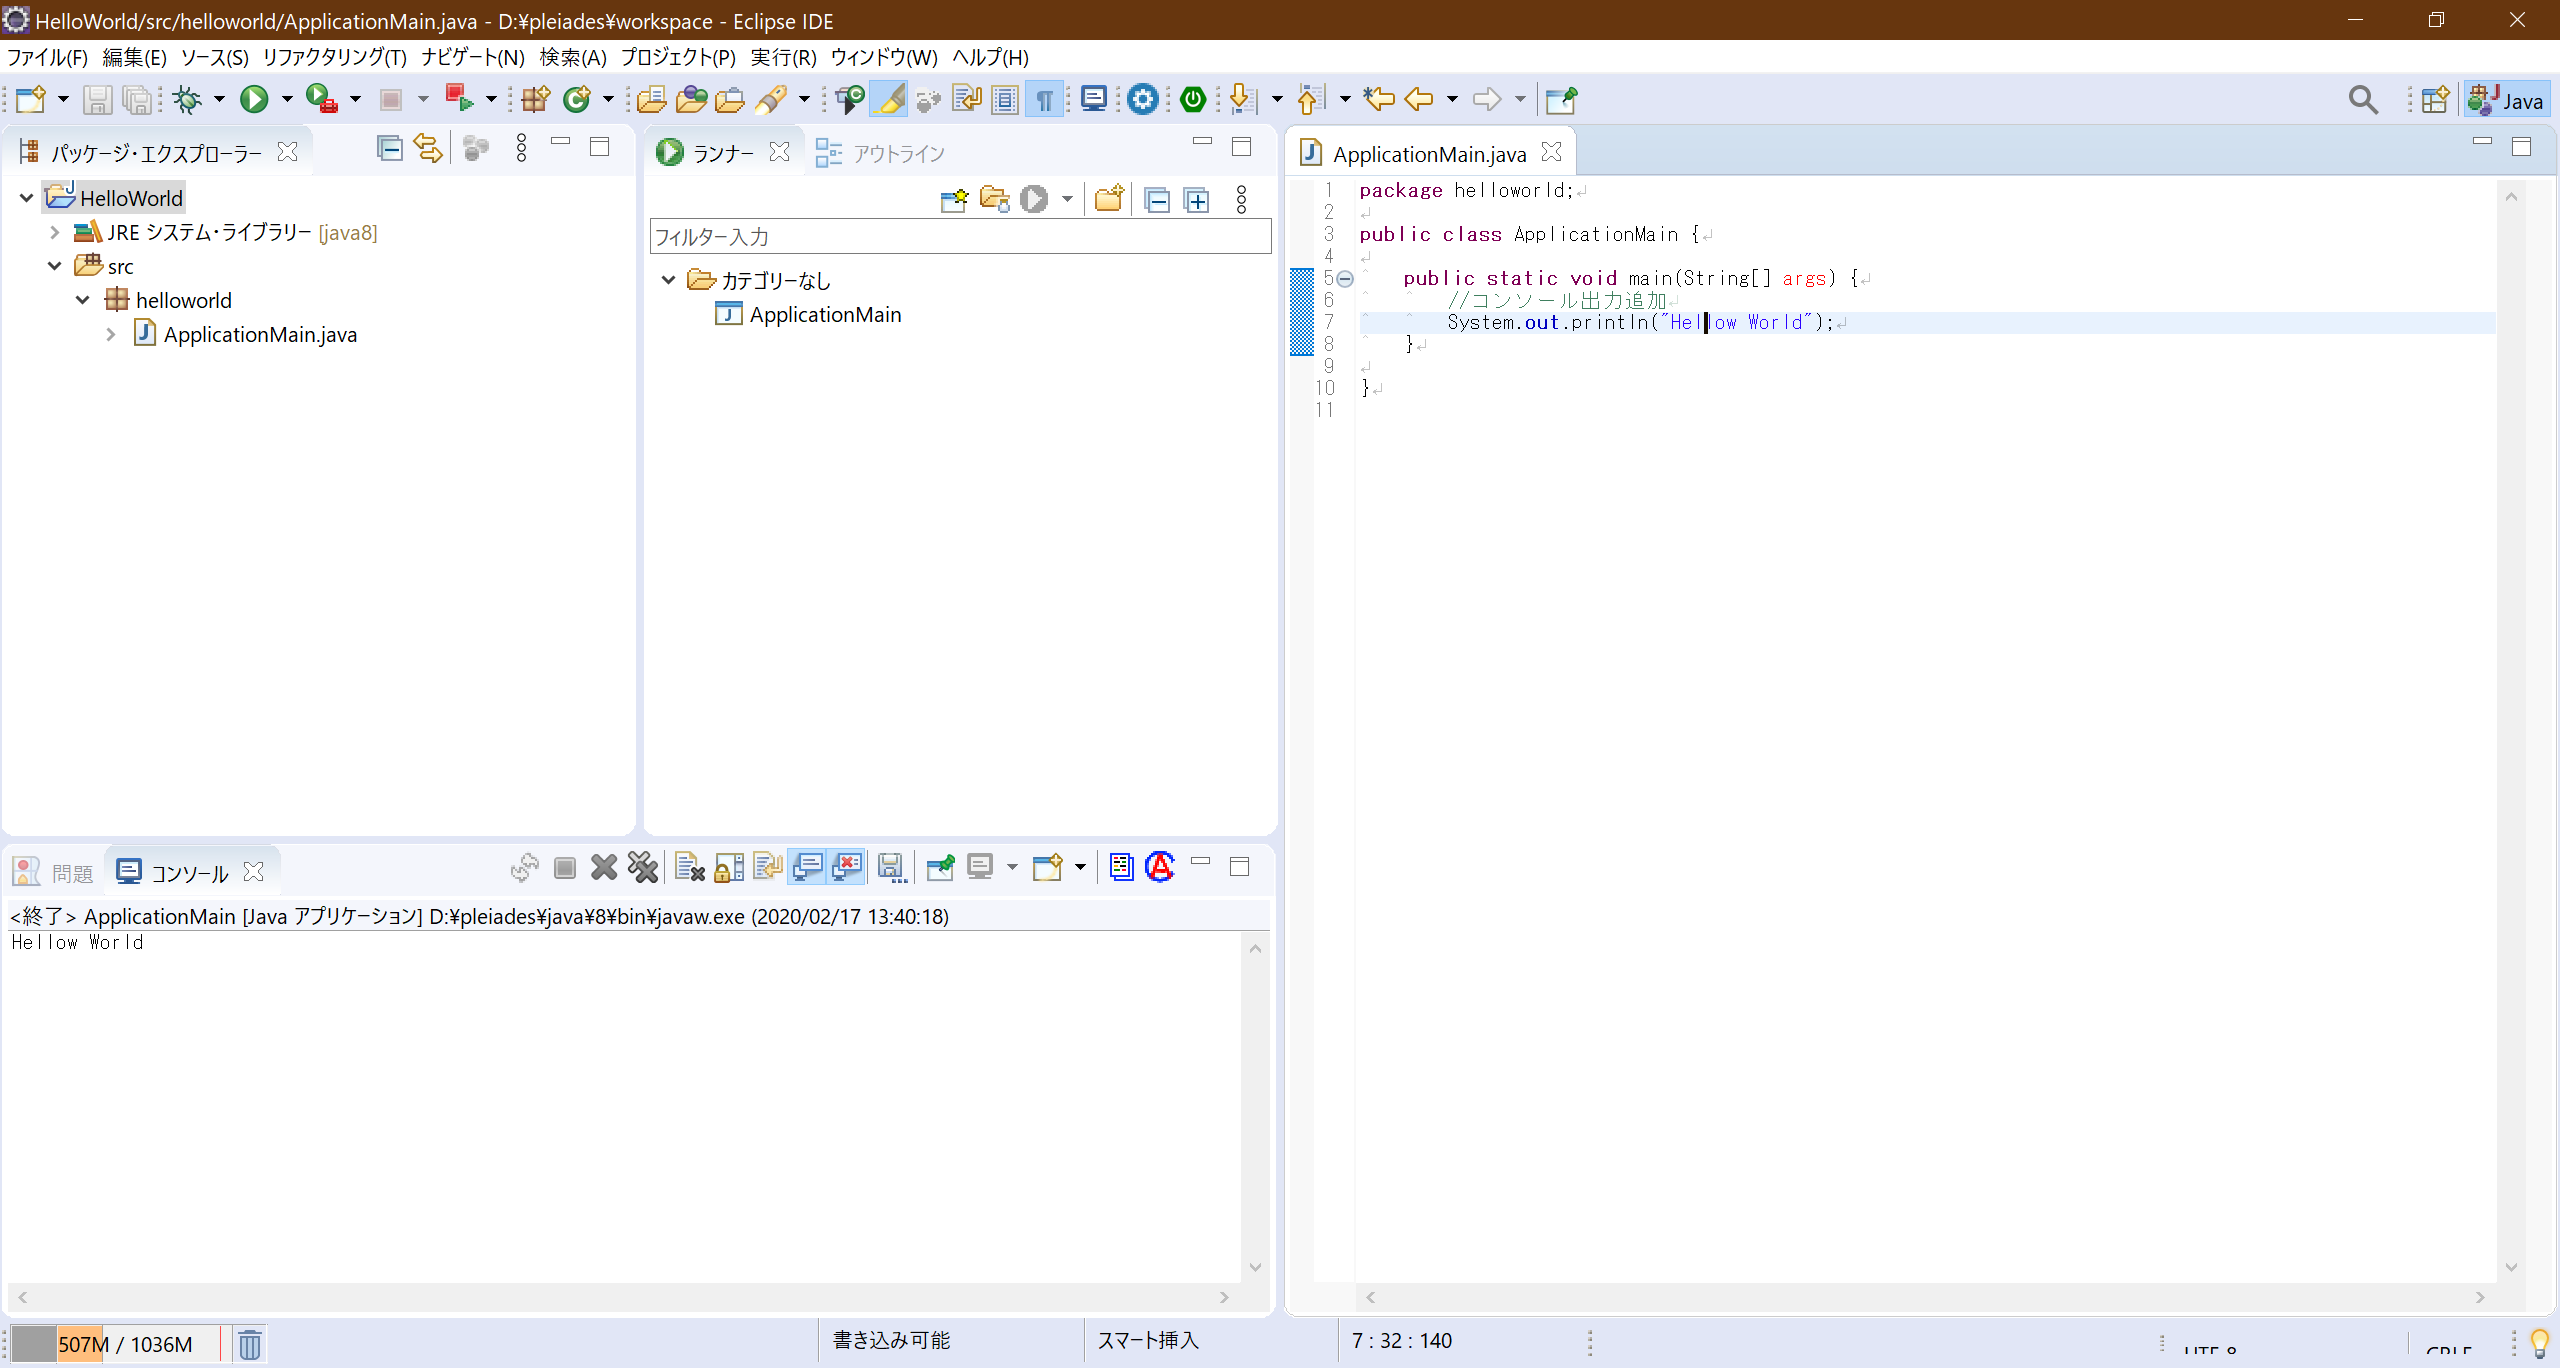 HelloWorld/src/helloworld/ApplicationMain.java - D:¥pleiades¥workspace - Eclipse IDE
ファイル(F) 編集(E) ソース(S) リファクタリング(T) ナビゲート(N) 検索(A) プロジェクト(P) 実行(R) ウィンドウ(W) ヘルプ(H)
Java
パッケージ・エクスプローラー
HelloWorld
JRE システム・ライブラリー [java8]
src
helloworld
ApplicationMain.java
ランナー アウトライン
フィルター入力
カテゴリーなし
ApplicationMain
ApplicationMain.java
1 package helloworld;
2
3 public class ApplicationMain {
4
5 public static void main(String[] args) {
6 //コンソール出力追加
7 System.out.println("Hellow World");
8 }
9
10 }
11
問題 コンソール
<終了> ApplicationMain [Java アプリケーション] D:¥pleiades¥java¥8¥bin¥javaw.exe (2020/02/17 13:40:18)
Hellow World
507M / 1036M 書き込み可能 スマート挿入 7 : 32 : 140